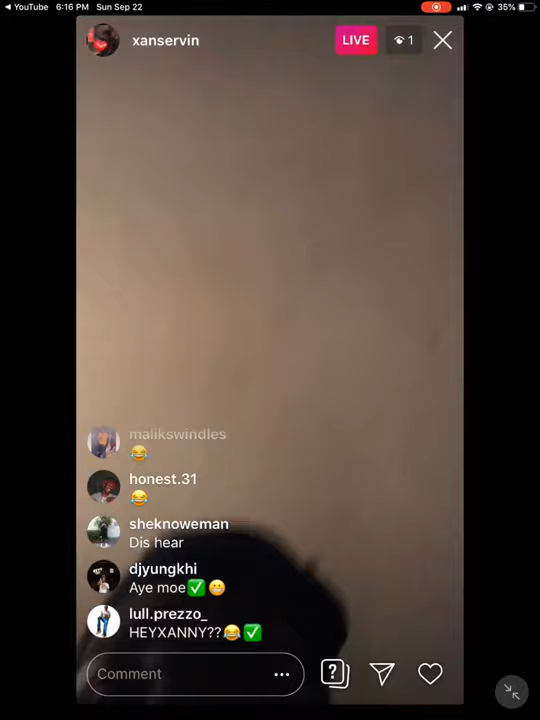 YouTube 6:16 PM Sun Sep 22 35%
xanservin LIVE 1
malikswindles
😂
honest.31
😂
sheknoweman
Dis hear
djyungkhi
Aye moe✅😬
lull.prezzo_
HEYXANNY??😂✅
Comment